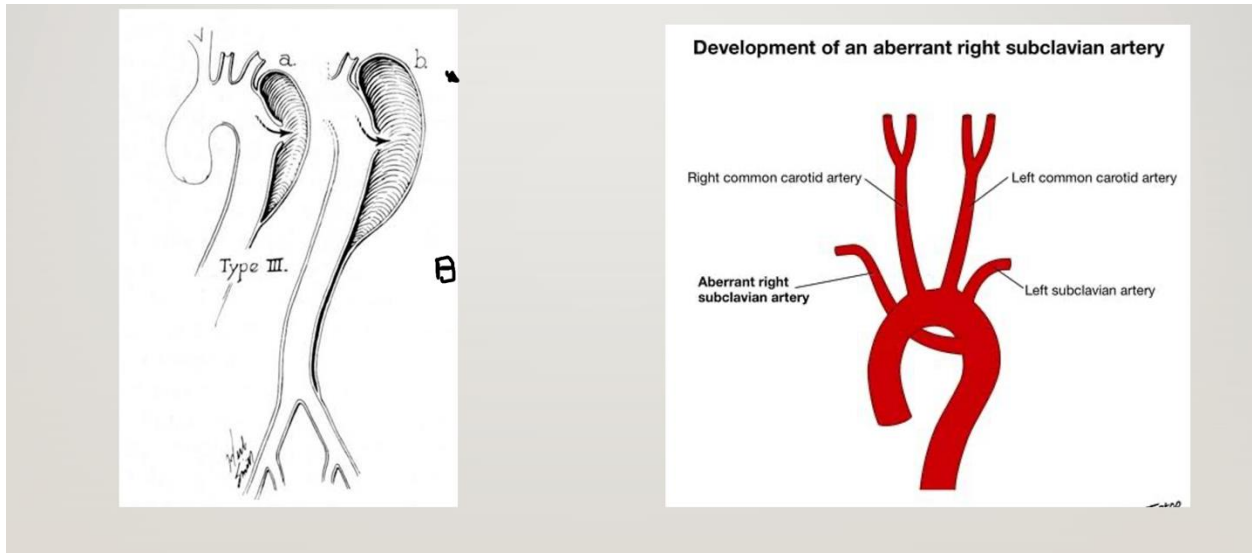 a.
b.
Type III.
Development of an aberrant right subclavian artery
Right common carotid artery
Left common carotid artery
Aberrant right
subclavian artery
Left subclavian artery